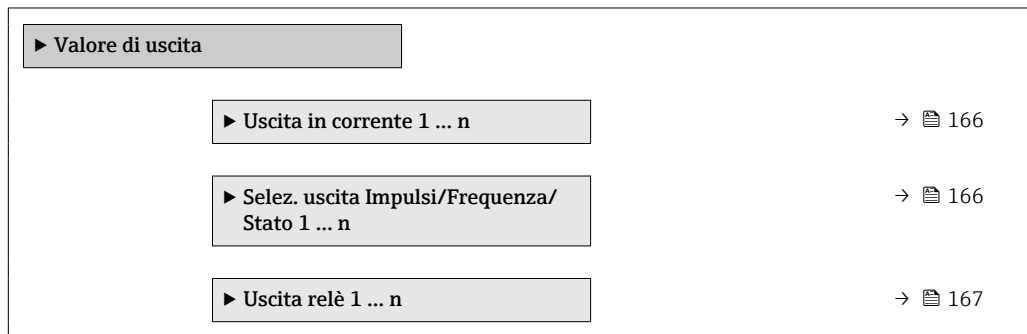 ▶ Valore di uscita
▶ Uscita in corrente 1 … n → 166
▶ Selez. uscita Impulsi/Frequenza/ → 166
Stato 1 … n
▶ Uscita relè 1 … n → 167